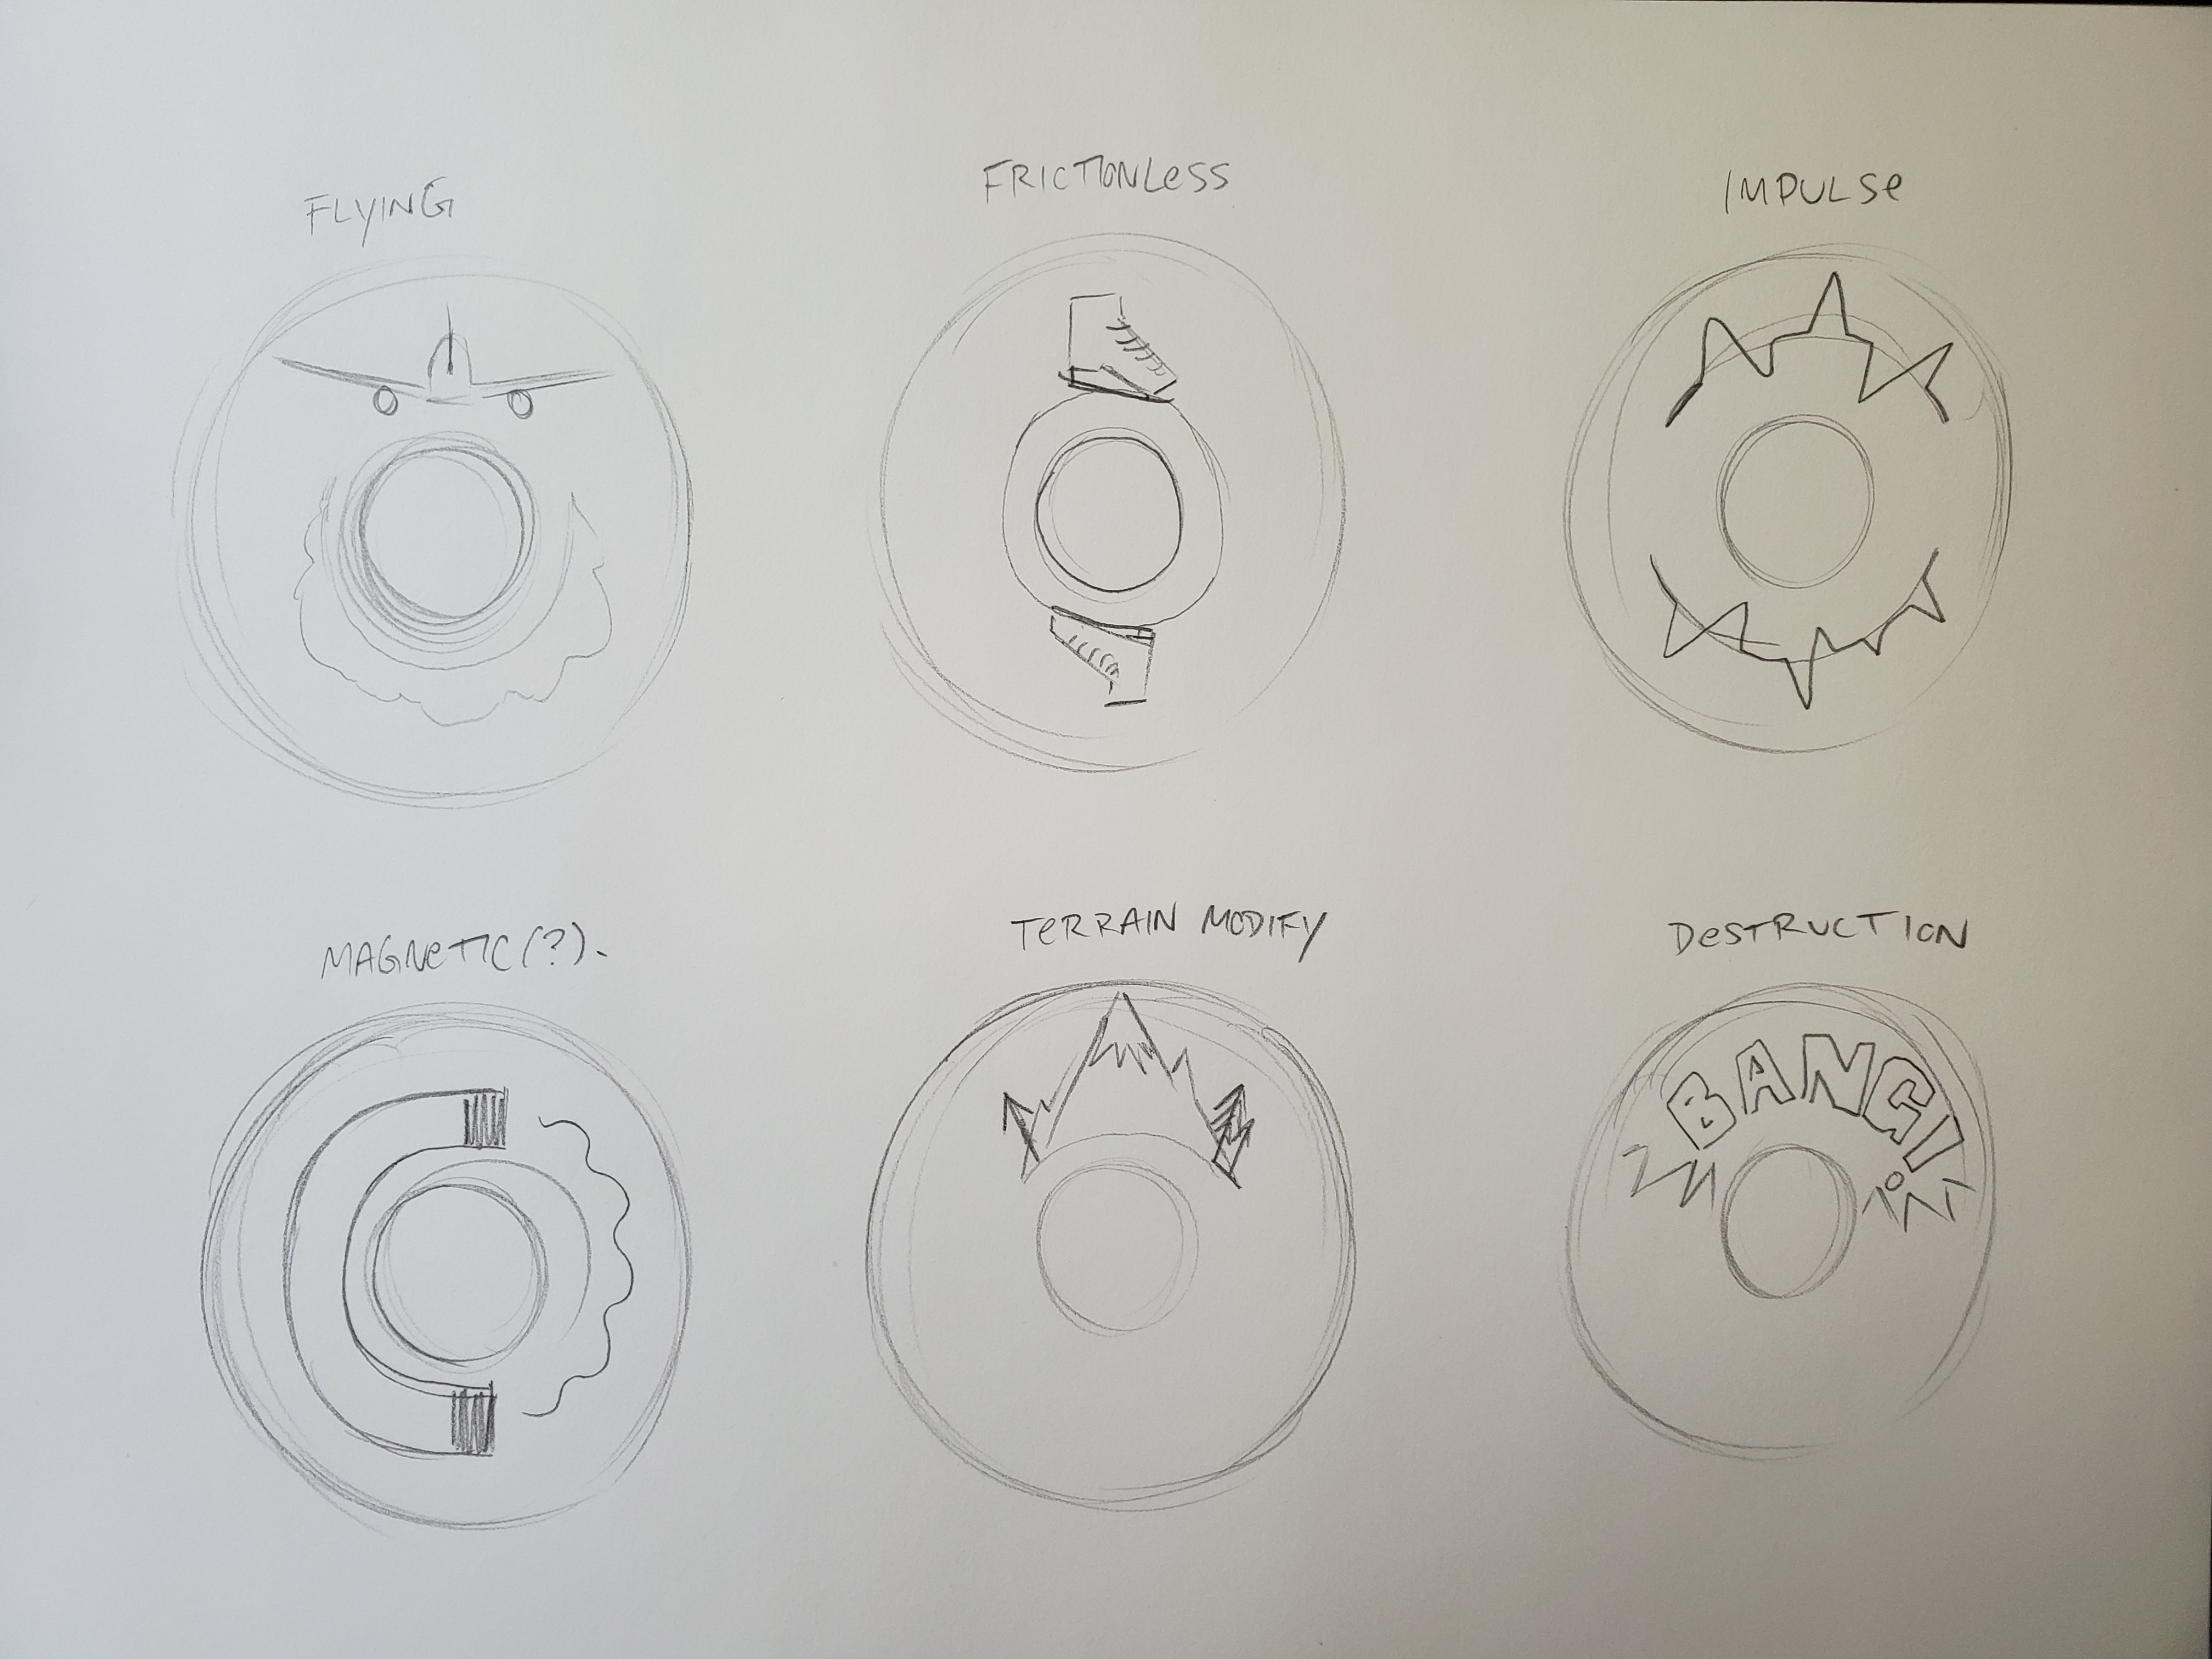 FLYING
FRICTIONLESS
IMPULSE
MAGNETIC(?).
TERRAIN MODIFY
DESTRUCTION
BANG!